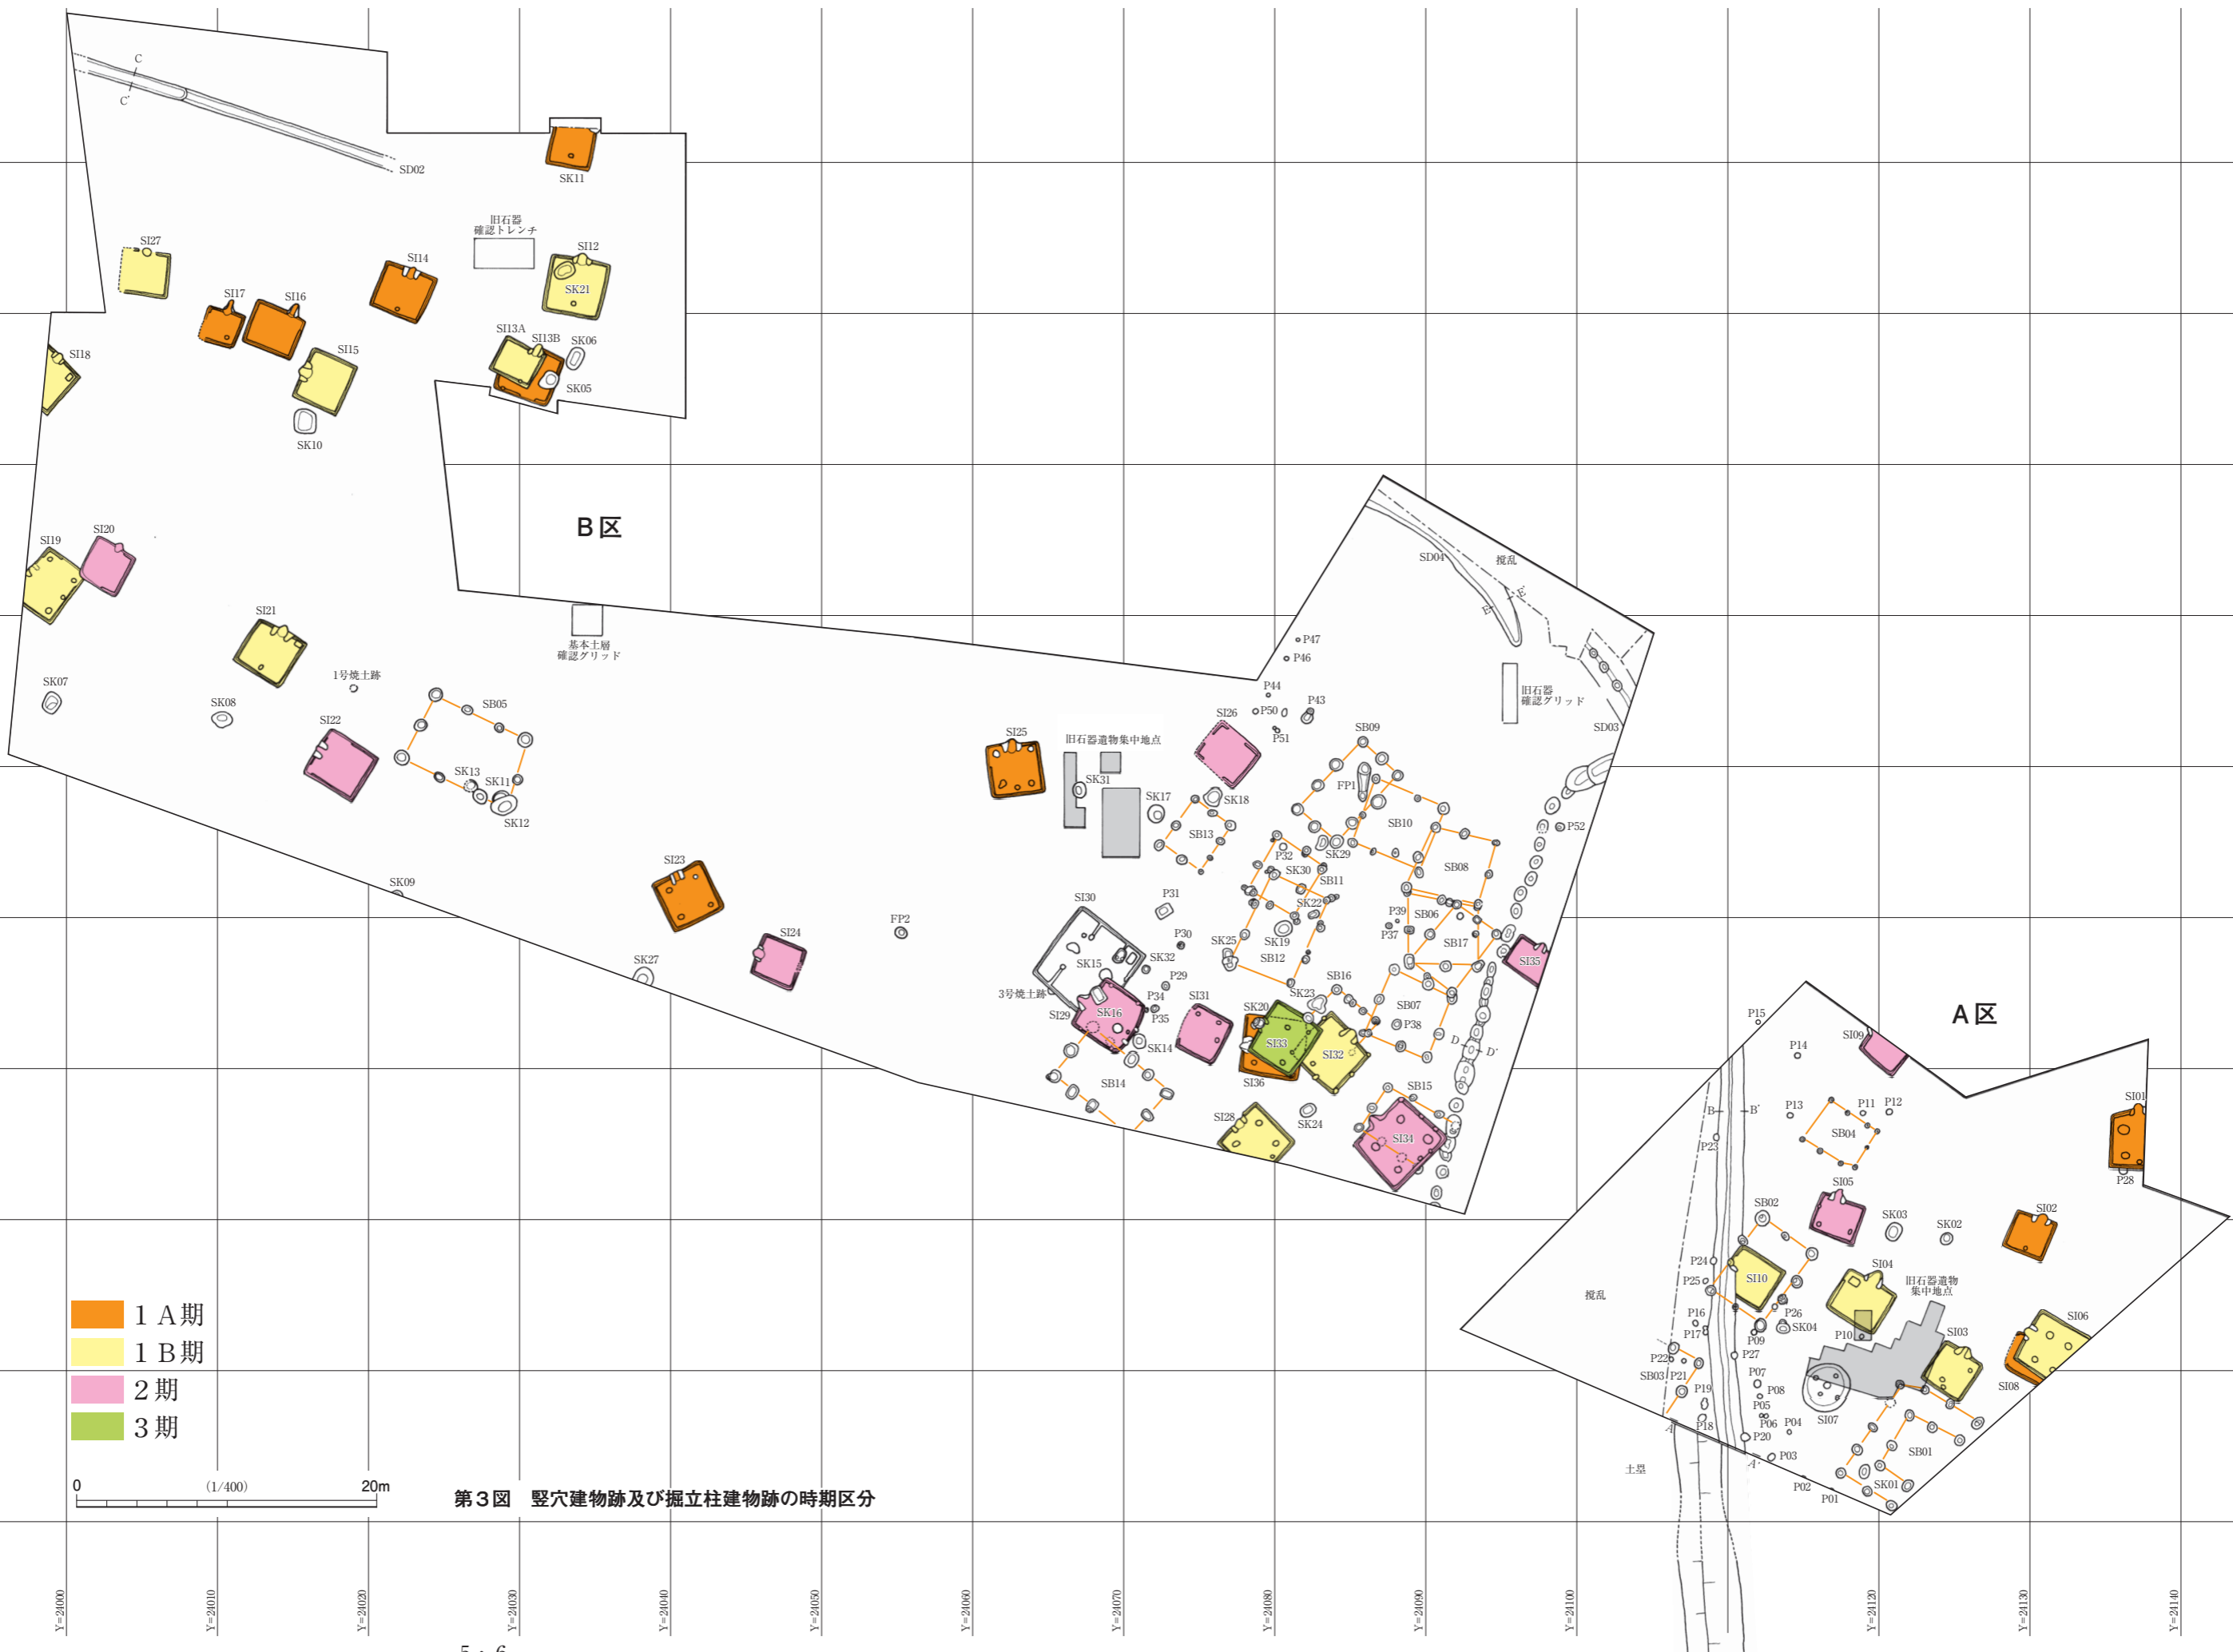 C
C'
SD02
SK11
旧石器
確認トレンチ
SI27
SI14
SI12
SK21
SI17
SI16
SI13A
SI13B
SK06
SI15
SI18
SK05
SK10
B区
SI19
SI20
SI21
基本土層
確認グリッド
1号焼土跡
SK07
SK08
SI22
SB05
SK13
SK11
SK12
SI23
SK09
SI24
SK27
FP2
SI25
旧石器遺物集中地点
SK31
SK17
SI26
SK18
SB13
SD04
撹乱
E
E'
P47
P46
P44
P50
P43
P51
旧石器
確認グリッド
SD03
SB09
FP1
SB10
P52
P32
SK29
SB08
SK30
SB11
SI30
P31
SK22
P39
SB06
P37
SB17
SK19
SK25
P30
SB12
SI35
SK15
SK32
3号焼土跡
P29
SB16
SK23
SB07
P34
P35
SI29
SK16
SI31
SK20
P38
SI33
SI32
D
D'
SK14
SI36
SB14
SB15
SI28
SK24
SI34
A区
P15
SI09
P14
SI01
B
B'
P13
P11
P12
SB04
P23
P28
SI05
SB02
SK03
SK02
SI02
P24
P25
SI10
SI04
旧石器遺物
集中地点
撹乱
P16
P17
P26
SK04
P09
P10
SI06
SI03
P27
P22
SB03
P21
P07
P08
SI08
P19
P05
P06
P04
SI07
P18
A
P20
SB01
A'
P03
土塁
P02
P01
SK01
1A期
1B期
2期
3期
0
(1/400)
20m
第3図 竪穴建物跡及び掘立柱建物跡の時期区分
Y=24000
Y=24010
Y=24020
Y=24030
Y=24040
Y=24050
Y=24060
Y=24070
Y=24080
Y=24090
Y=24100
Y=24120
Y=24130
Y=24140